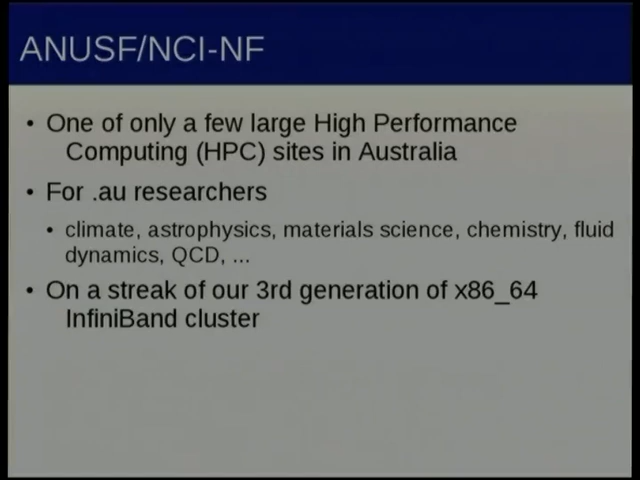 ANUSF/NCI-NF
• One of only a few large High Performance
Computing (HPC) sites in Australia
• For .au researchers
• climate, astrophysics, materials science, chemistry, fluid
dynamics, QCD, ...
• On a streak of our 3rd generation of x86_64
InfiniBand cluster